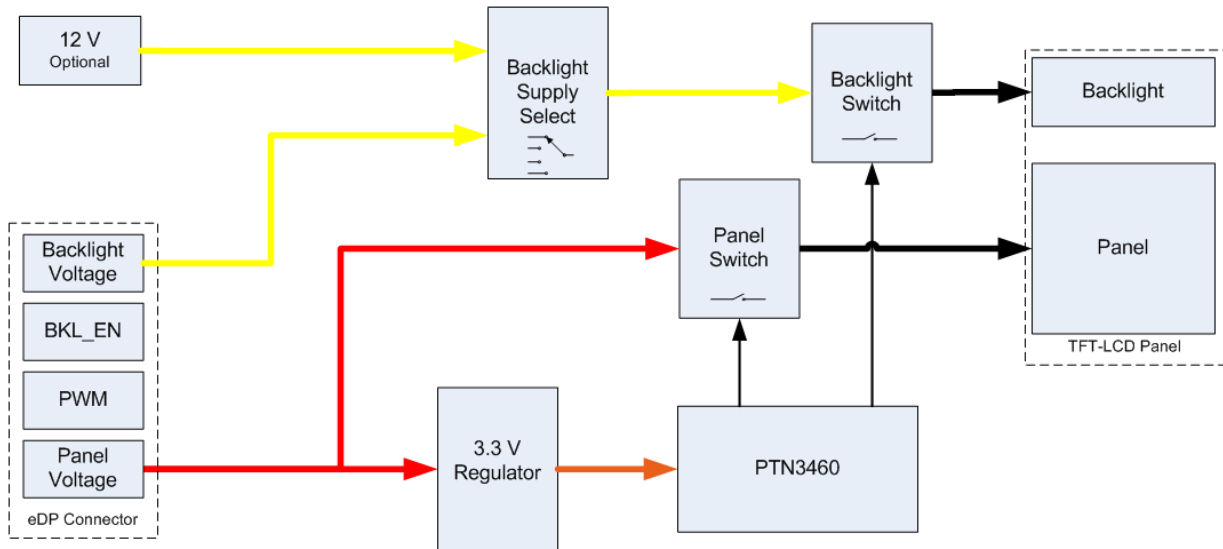 12 V
Optional
Backlight
Supply
Select
Backlight
Switch
Backlight
Panel
TFT-LCD Panel
Panel
Switch
Backlight
Voltage
BKL_EN
PWM
Panel
Voltage
eDP Connector
3.3 V
Regulator
PTN3460